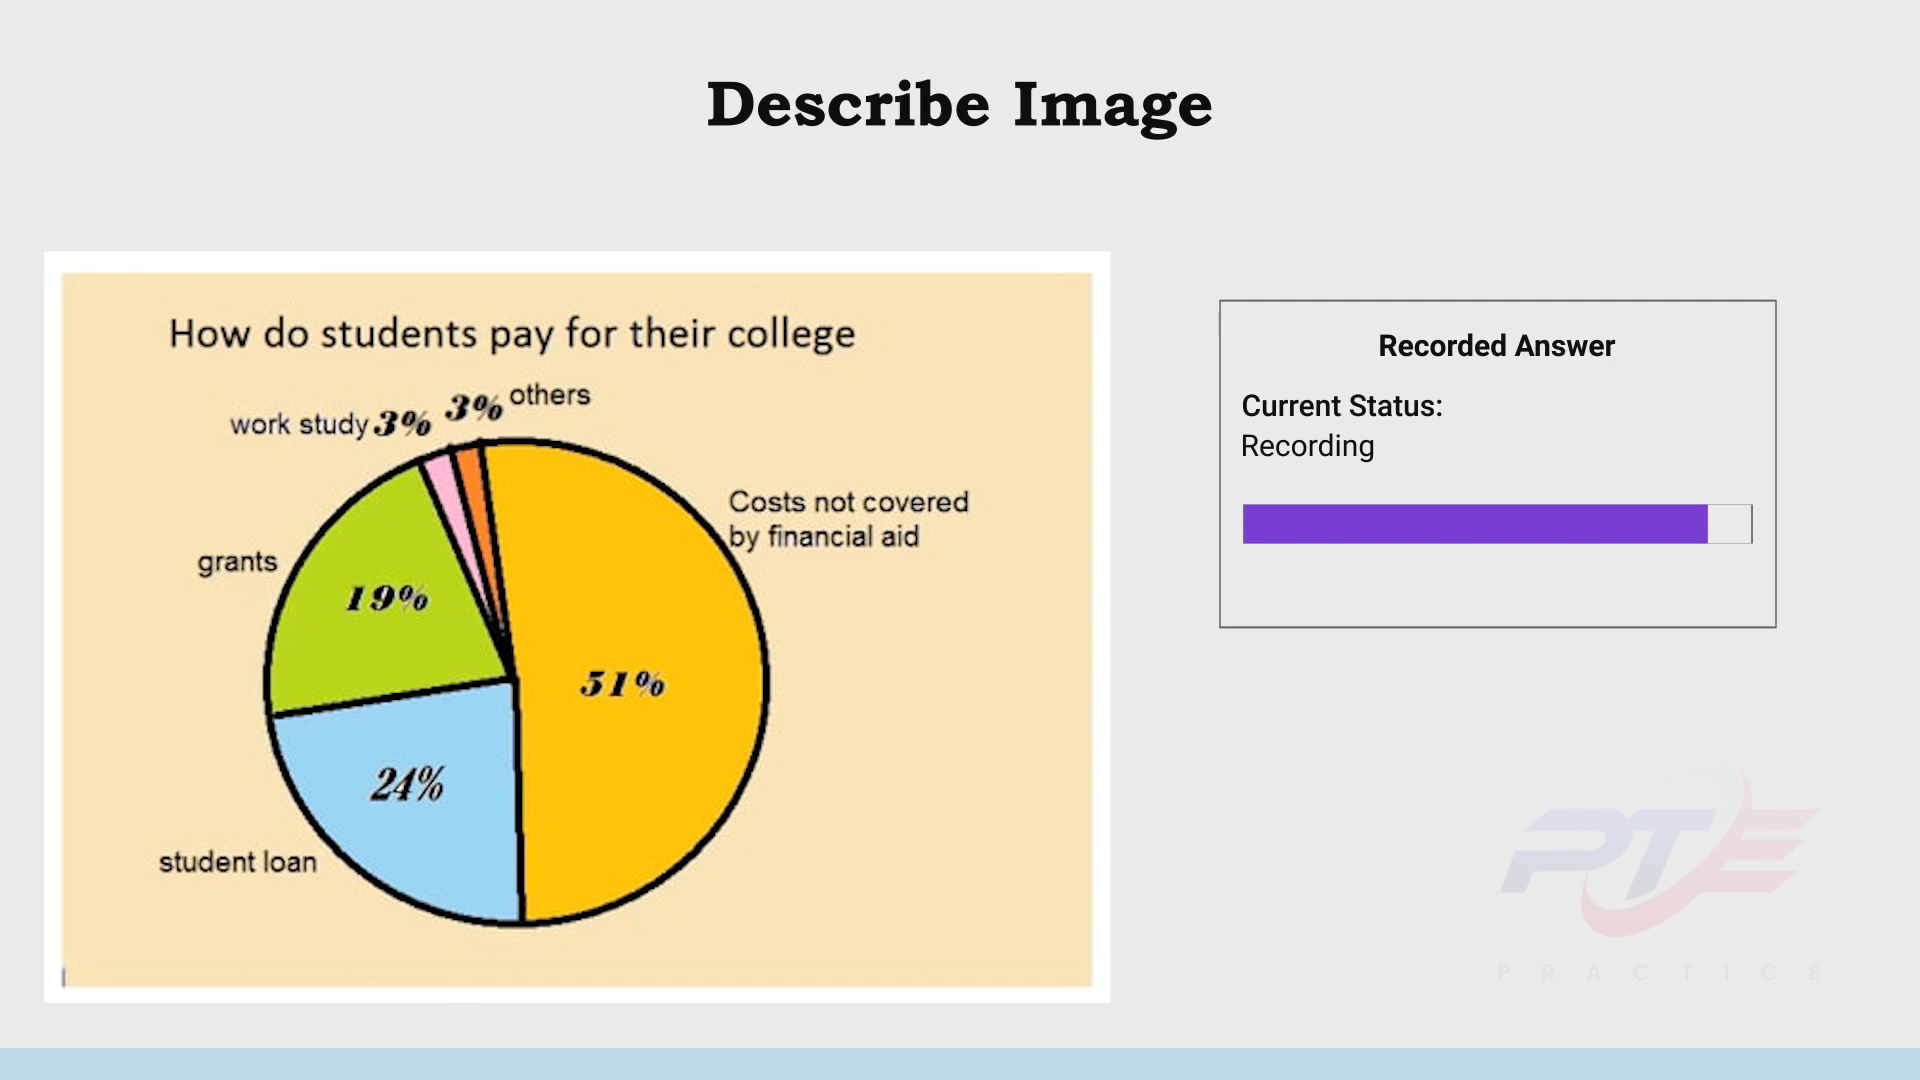 Describe Image
How do students pay for their college
work study 3% 3% others
Costs not covered
by financial aid
grants
19%
51%
24%
student loan
Recorded Answer
Current Status:
Recording
PTE
PRACTICE